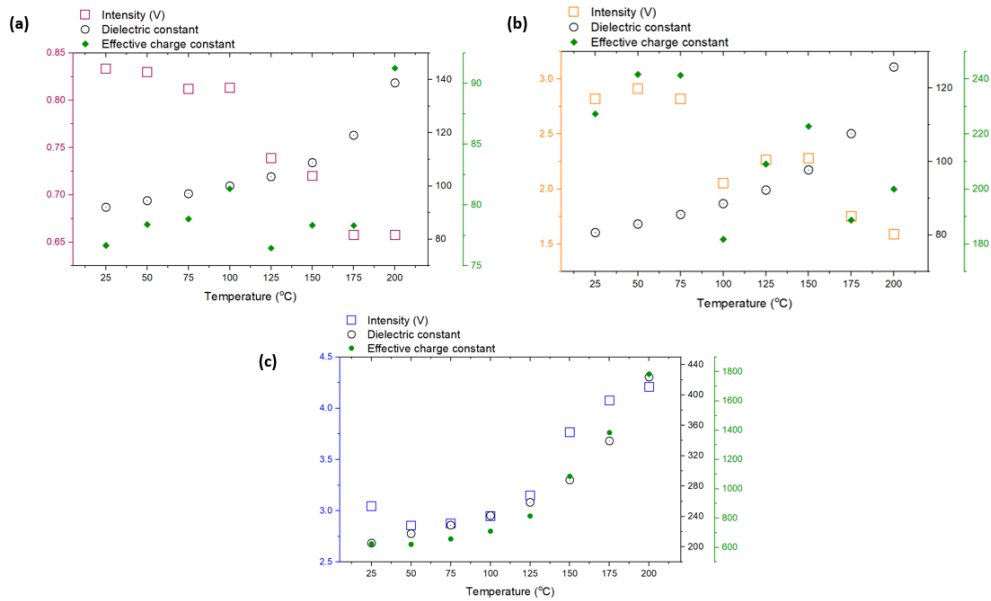 (a)
Intensity (V)
Dielectric constant
Effective charge constant
0.85
0.80
0.75
0.70
0.65
140
120
100
80
90
85
80
75
25 50 75 100 125 150 175 200
Temperature (°C)
(b)
Intensity (V)
Dielectric constant
Effective charge constant
3.0
2.5
2.0
1.5
120
100
80
240
220
200
180
25 50 75 100 125 150 175 200
Temperature (°C)
(c)
Intensity (V)
Dielectric constant
Effective charge constant
4.5
4.0
3.5
3.0
2.5
440
400
360
320
280
240
200
1800
1600
1400
1200
1000
800
600
25 50 75 100 125 150 175 200
Temperature (°C)